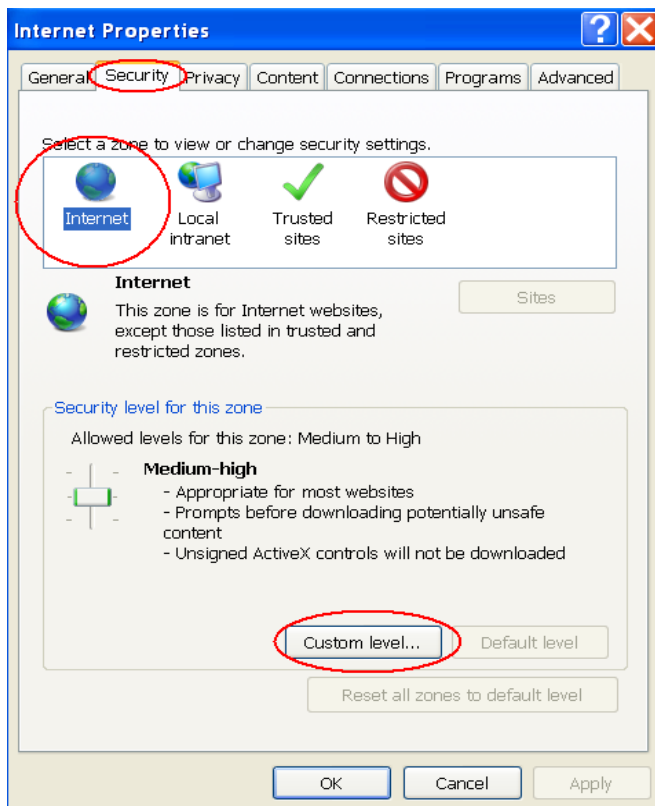 Internet Properties
General Security Privacy Content Connections Programs Advanced
Select a zone to view or change security settings.
Internet Local intranet Trusted sites Restricted sites
Internet
Sites
This zone is for Internet websites,
except those listed in trusted and
restricted zones.
Security level for this zone
Allowed levels for this zone: Medium to High
Medium-high
- Appropriate for most websites
- Prompts before downloading potentially unsafe
content
- Unsigned ActiveX controls will not be downloaded
Custom level... Default level
Reset all zones to default level
OK Cancel Apply